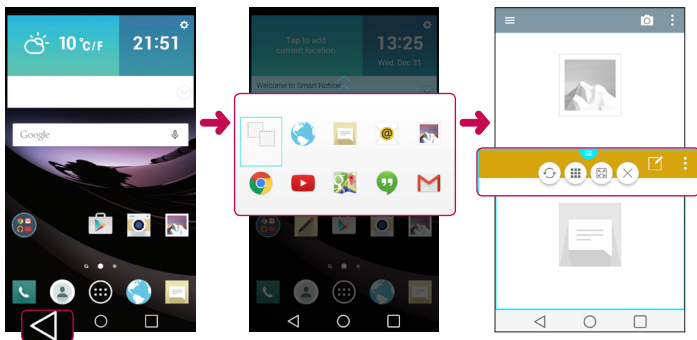 10°C/F
21:51
Google
Tap to add
current location
13:25
Wed, Dec 31
Welcome to Smart Notice!
@